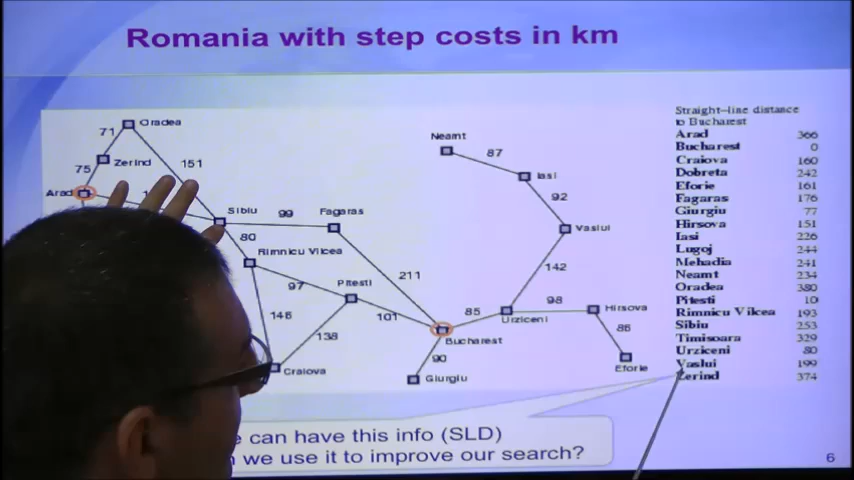 Romania with step costs in km
Oradea
71
Zerind
75
151
Arad
Sibiu
99
Fagaras
80
Rimnicu Vilcea
97
Pitesti
211
146
101
138
Craiova
Bucharest
90
Giurgiu
Neamt
87
Iasi
92
Vaslui
142
85
98
Urziceni
Hirsova
86
Eforie
Straight-line distance
to Bucharest
Arad 366
Bucharest 0
Craiova 160
Dobreta 242
Eforie 161
Fagaras 176
Giurgiu 77
Hirsova 151
Iasi 226
Lugoj 244
Mehadia 241
Neamt 234
Oradea 380
Pitesti 10
Rimnicu Vilcea 193
Sibiu 253
Timisoara 329
Urziceni 80
Vaslui 199
Zerind 374
can have this info (SLD)
we use it to improve our search?
6